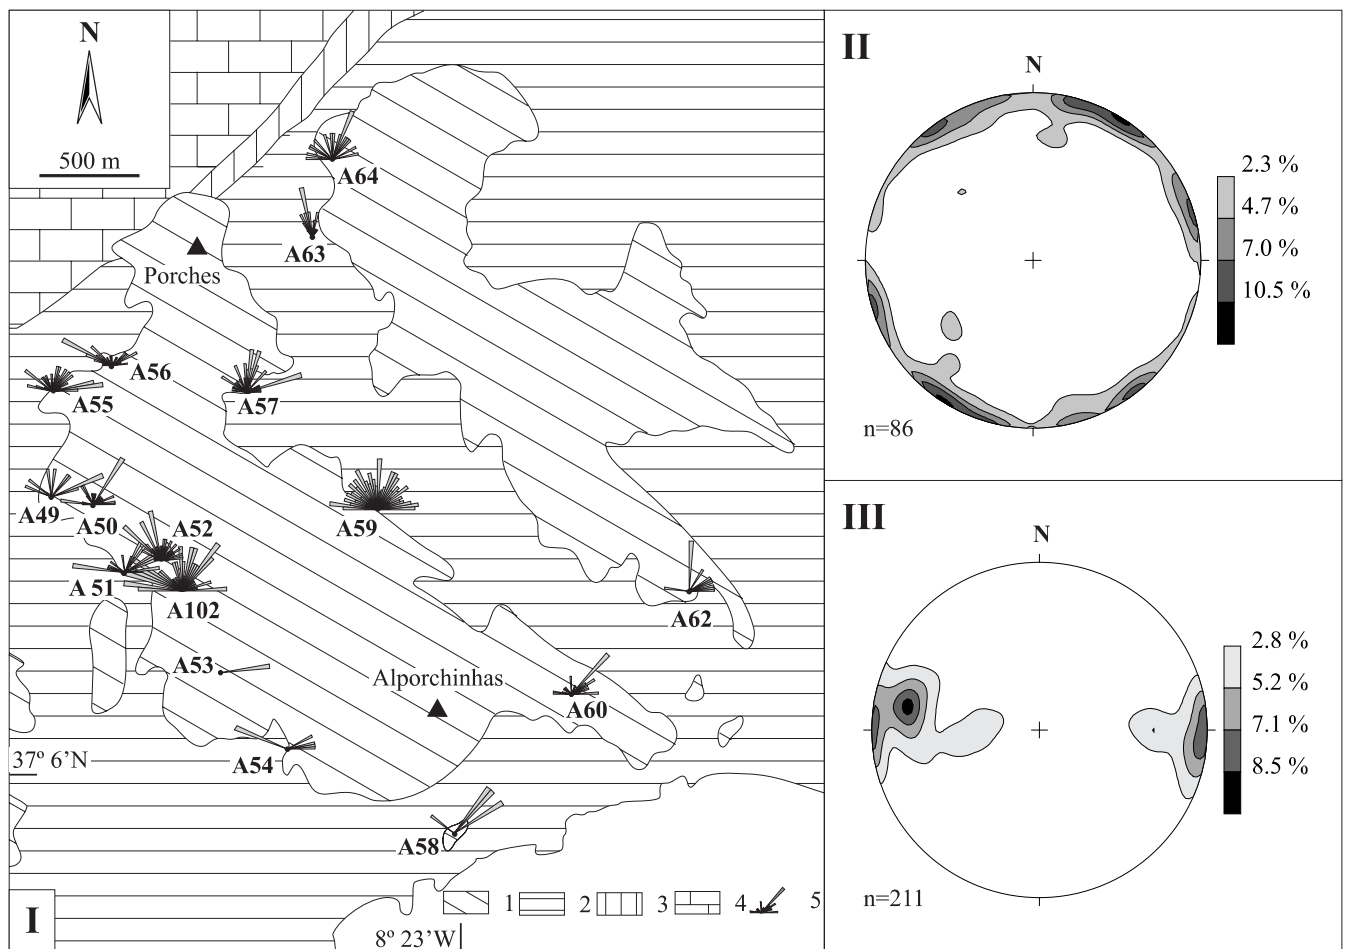 N
500 m
A64
A63
Porches
A56
A55
A57
A49
A50
A52
A59
A 51
A102
A62
A53
Alporchinhas
A60
37º 6’N
A54
A58
I
1
2
3
4
5
8º 23’W
II
N
2.3 %
4.7 %
7.0 %
10.5 %
n=86
III
N
2.8 %
5.2 %
7.1 %
8.5 %
n=211